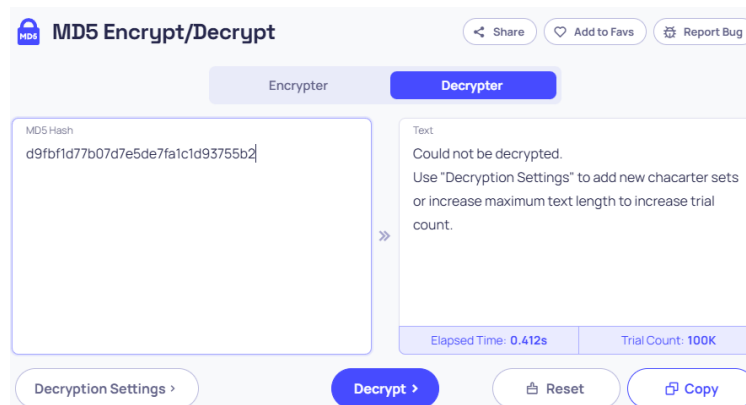 MD5 MD5 Encrypt/Decrypt
Share
Add to Favs
Report Bug
Encrypter
Decrypter
MD5 Hash
d9fbf1d77b07d7e5de7fa1c1d93755b2
Text
Could not be decrypted.
Use "Decryption Settings" to add new chacarter sets
or increase maximum text length to increase trial
count.
Elapsed Time: 0.412s
Trial Count: 100K
Decryption Settings ›
Decrypt ›
Reset
Copy